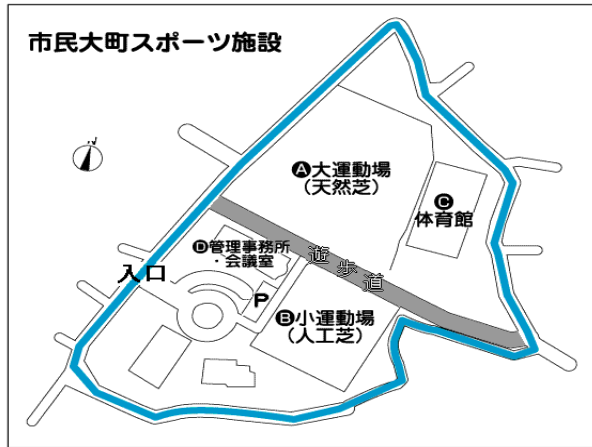 市民大町スポーツ施設
N
Ⓐ大運動場
(天然芝)
Ⓒ
体育館
Ⓓ管理事務所
・会議室
遊歩道
入口
P
Ⓑ小運動場
(人工芝)